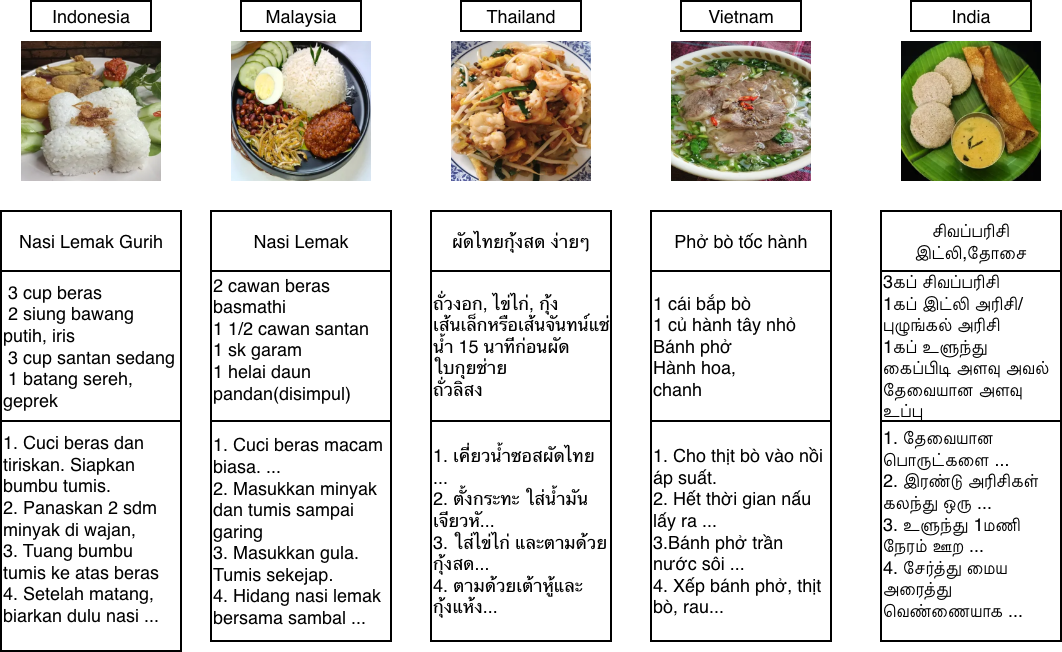 Indonesia
Malaysia
Thailand
Vietnam
India
Nasi Lemak Gurih
3 cup beras
2 siung bawang
putih, iris
3 cup santan sedang
1 batang sereh,
geprek
1. Cuci beras dan
tiriskan. Siapkan
bumbu tumis.
2. Panaskan 2 sdm
minyak di wajan,
3. Tuang bumbu
tumis ke atas beras
4. Setelah matang,
biarkan dulu nasi ...
Nasi Lemak
2 cawan beras
basmathi
1 1/2 cawan santan
1 sk garam
1 helai daun
pandan(disimpul)
1. Cuci beras macam
biasa. ...
2. Masukkan minyak
dan tumis sampai
garing
3. Masukkan gula.
Tumis sekejap.
4. Hidang nasi lemak
bersama sambal ...
ผัดไทยกุ้งสด ง่ายๆ
ถั่วงอก, ไข่ไก่, กุ้ง
เส้นเล็กหรือเส้นจันทน์แช่
น้ำ 15 นาทีก่อนผัด
ใบกุยช่าย
ถั่วลิสง
1. เคี่ยวน้ำซอสผัดไทย
...
2. ตั้งกระทะ ใส่น้ำมัน
เจียวหั...
3. ใส่ไข่ไก่ และตามด้วย
กุ้งสด...
4. ตามด้วยเต้าหู้และ
กุ้งแห้ง...
Phở bò tốc hành
1 cái bắp bò
1 củ hành tây nhỏ
Bánh phở
Hành hoa,
chanh
1. Cho thịt bò vào nồi
áp suất.
2. Hết thời gian nấu
lấy ra ...
3.Bánh phở trần
nước sôi ...
4. Xếp bánh phở, thịt
bò, rau...
சிவப்பரிசி
இட்லி,தோசை
3கப் சிவப்பரிசி
1கப் இட்லி அரிசி/
புழுங்கல் அரிசி
1கப் உளுந்து
கைப்பிடி அளவு அவல்
தேவையான அளவு
உப்பு
1. தேவையான
பொருட்களை ...
2. இரண்டு அரிசிகள்
கலந்து ஒரு ...
3. உளுந்து 1மணி
நேரம் ஊற ...
4. சேர்த்து மைய
அரைத்து
வெண்ணையாக ...